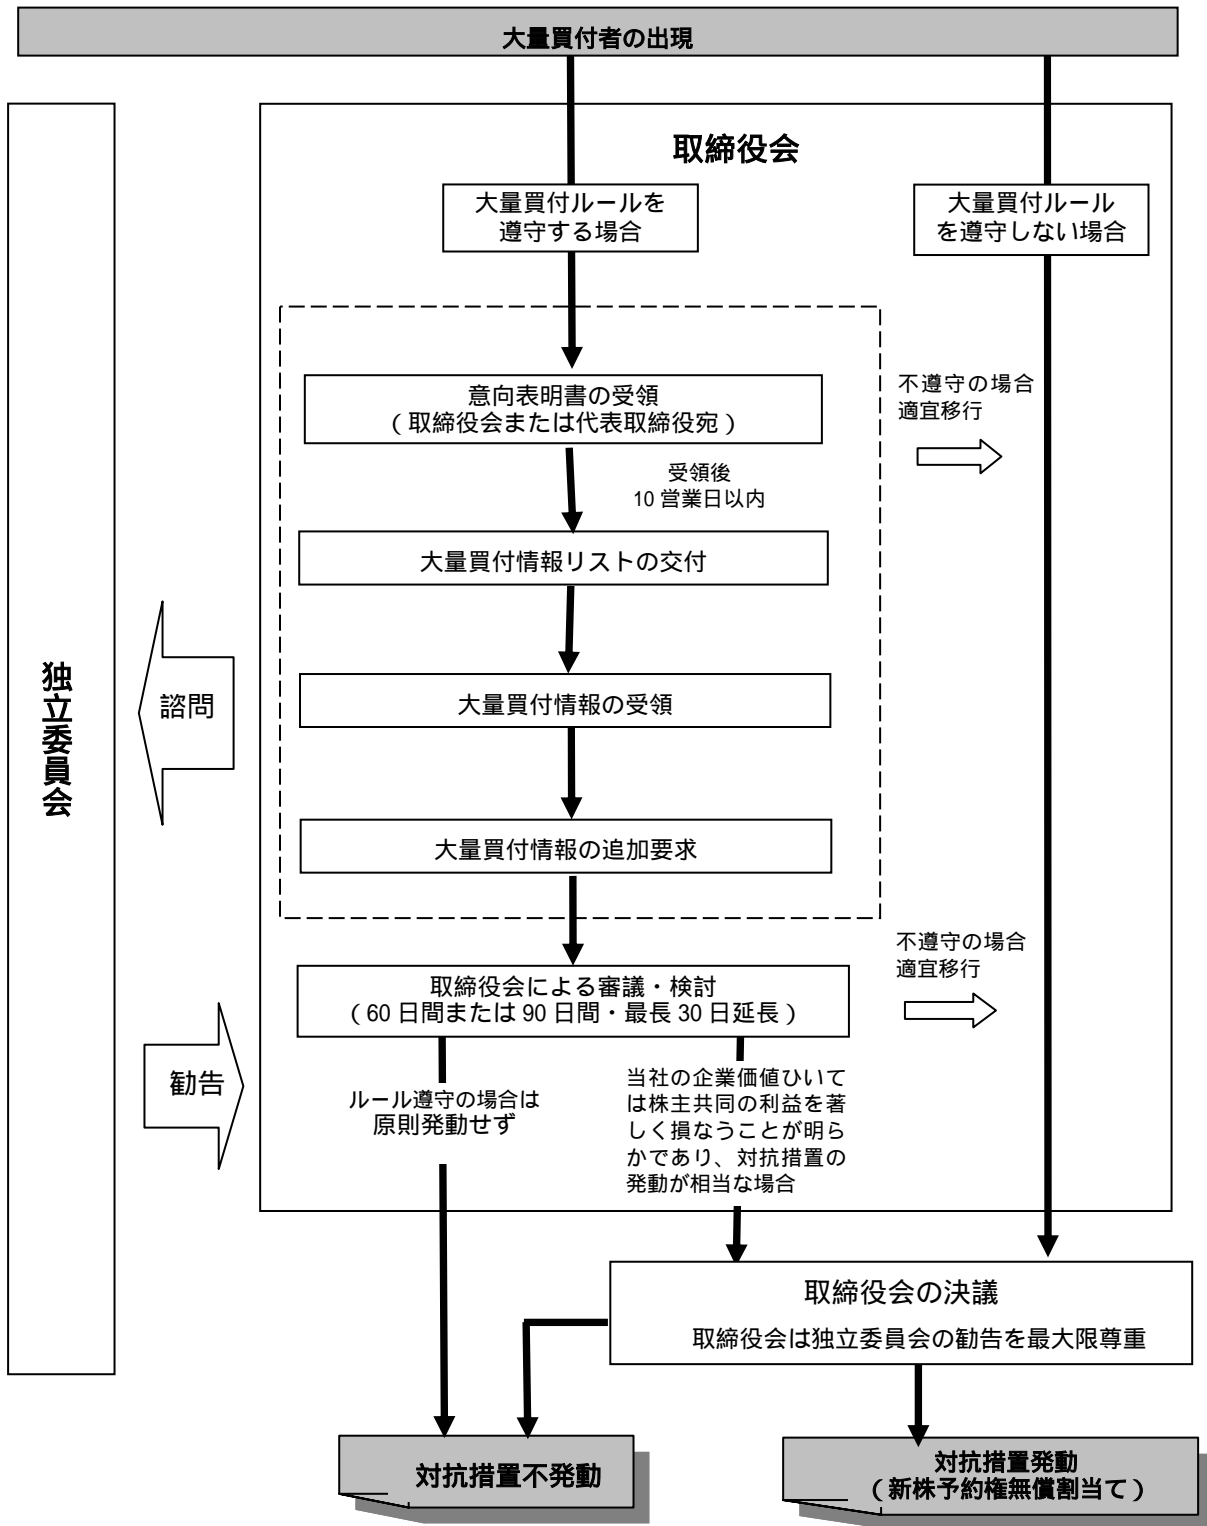 大量買付者の出現
取締役会
大量買付ルールを
遵守する場合
大量買付ルール
を遵守しない場合
意向表明書の受領
(取締役会または代表取締役宛)
不遵守の場合
適宜移行
受領後
10 営業日以内
大量買付情報リストの交付
独立委員会
諮問
大量買付情報の受領
大量買付情報の追加要求
不遵守の場合
適宜移行
取締役会による審議・検討
(60 日間または 90 日間・最長 30 日延長)
勧告
ルール遵守の場合は
原則発動せず
当社の企業価値ひいて
は株主共同の利益を著
しく損なうことが明ら
かであり、対抗措置の
発動が相当な場合
取締役会の決議
取締役会は独立委員会の勧告を最大限尊重
対抗措置不発動
対抗措置発動
(新株予約権無償割当て)